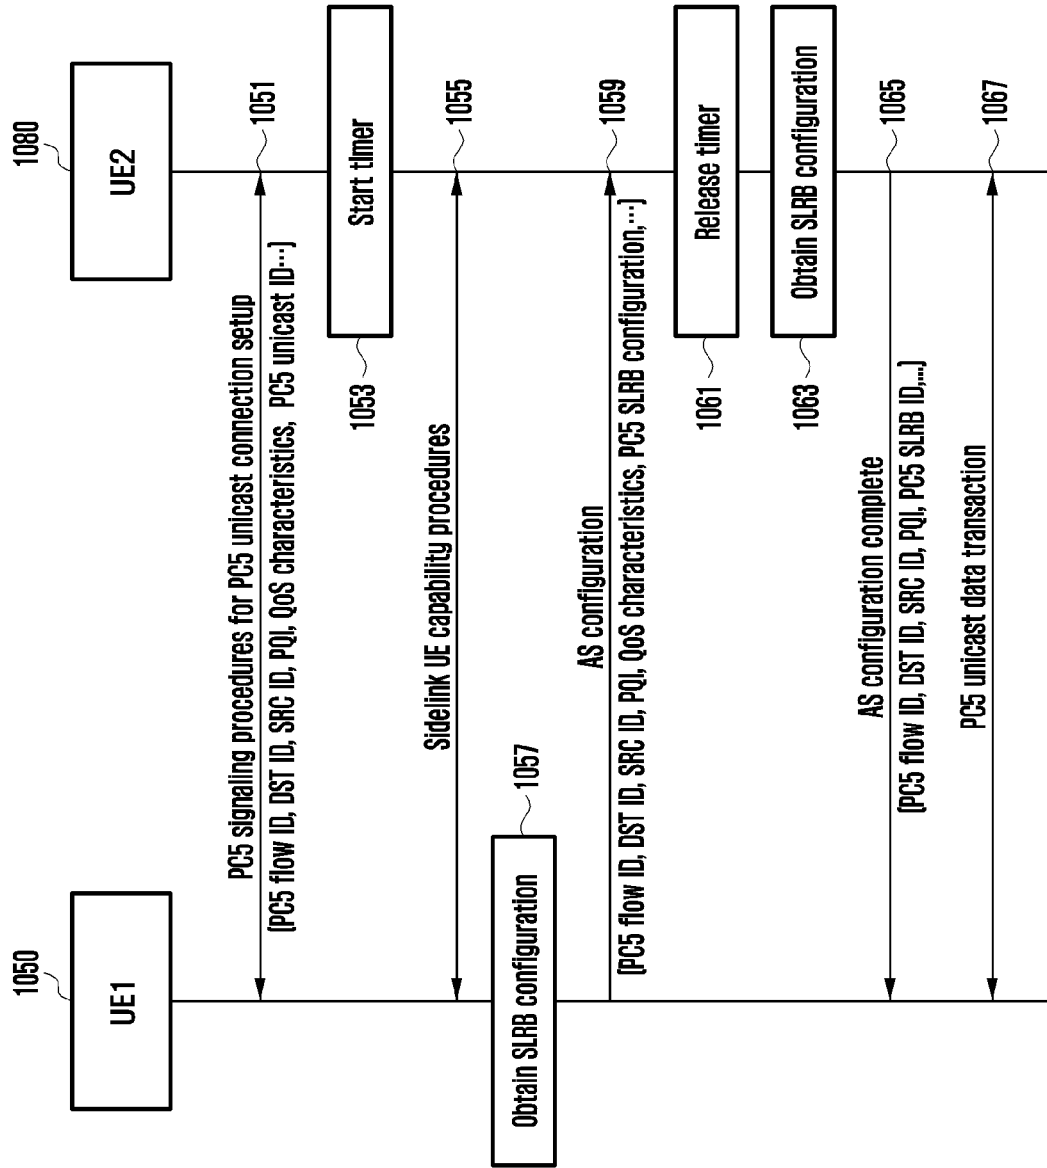 1050
UE1
1080
UE2
PC5 signaling procedures for PC5 unicast connection setup
1051
[PC5 flow ID, DST ID, SRC ID, PQI, QoS characteristics, PC5 unicast ID···]
Start timer
1053
Sidelink UE capability procedures
1055
Obtain SLRB configuration
1057
AS configuration
1059
[PC5 flow ID, DST ID, SRC ID, PQI, QoS characteristics, PC5 SLRB configuration,···]
Release timer
1061
Obtain SLRB configuration
1063
AS configuration complete
1065
[PC5 flow ID, DST ID, SRC ID, PQI, PC5 SLRB ID,...]
PC5 unicast data transaction
1067